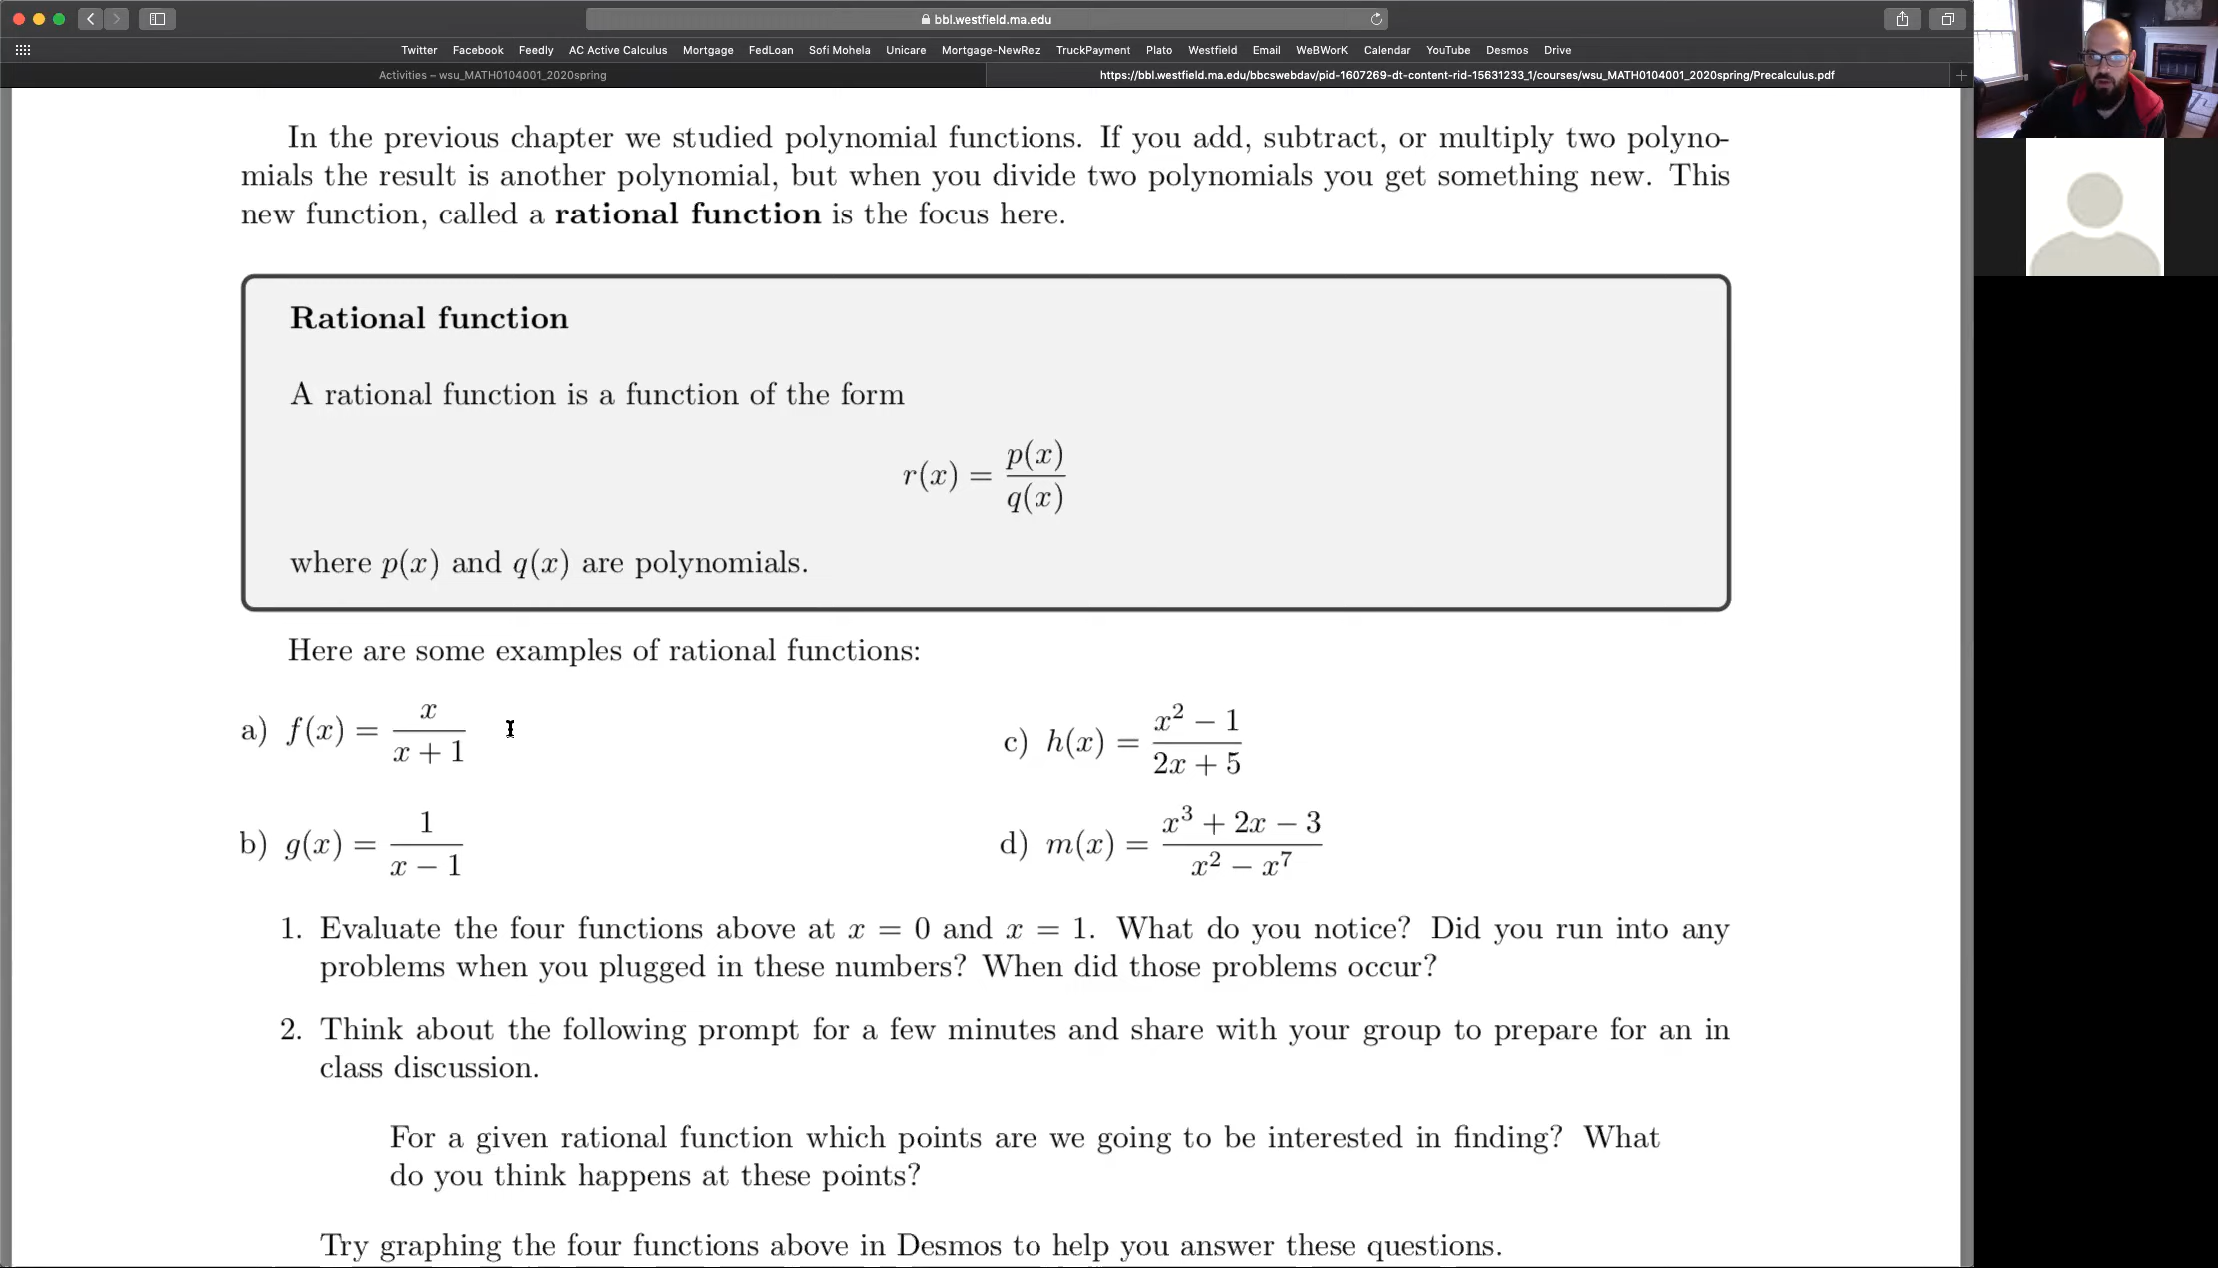 bbl.westfield.ma.edu
Twitter Facebook Feedly AC Active Calculus Mortgage FedLoan Sofi Mohela Unicare Mortgage-NewRez TruckPayment Plato Westfield Email WeBWorK Calendar YouTube Desmos Drive
Activities – wsu_MATH0104001_2020spring
https://bbl.westfield.ma.edu/bbcswebdav/pid-1607269-dt-content-rid-15631233_1/courses/wsu_MATH0104001_2020spring/Precalculus.pdf
In the previous chapter we studied polynomial functions. If you add, subtract, or multiply two polyno-
mials the result is another polynomial, but when you divide two polynomials you get something new. This
new function, called a rational function is the focus here.
Rational function
A rational function is a function of the form
r(x) = p(x)/q(x)
where p(x) and q(x) are polynomials.
Here are some examples of rational functions:
a) f(x) = x/(x + 1)
b) g(x) = 1/(x − 1)
c) h(x) = (x² − 1)/(2x + 5)
d) m(x) = (x³ + 2x − 3)/(x² − x⁷)
1. Evaluate the four functions above at x = 0 and x = 1. What do you notice? Did you run into any
problems when you plugged in these numbers? When did those problems occur?
2. Think about the following prompt for a few minutes and share with your group to prepare for an in
class discussion.
For a given rational function which points are we going to be interested in finding? What
do you think happens at these points?
Try graphing the four functions above in Desmos to help you answer these questions.